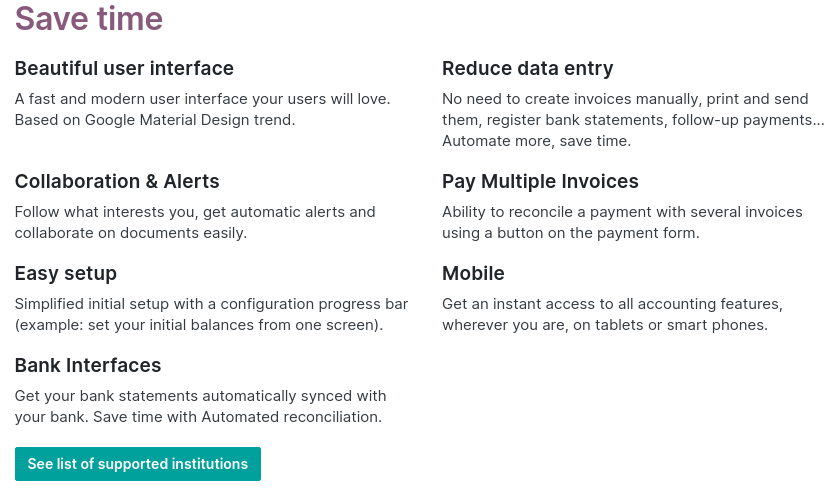 Save time
Beautiful user interface
A fast and modern user interface your users will love.
Based on Google Material Design trend.
Reduce data entry
No need to create invoices manually, print and send
them, register bank statements, follow-up payments...
Automate more, save time.
Collaboration & Alerts
Follow what interests you, get automatic alerts and
collaborate on documents easily.
Pay Multiple Invoices
Ability to reconcile a payment with several invoices
using a button on the payment form.
Easy setup
Simplified initial setup with a configuration progress bar
(example: set your initial balances from one screen).
Mobile
Get an instant access to all accounting features,
wherever you are, on tablets or smart phones.
Bank Interfaces
Get your bank statements automatically synced with
your bank. Save time with Automated reconciliation.
See list of supported institutions